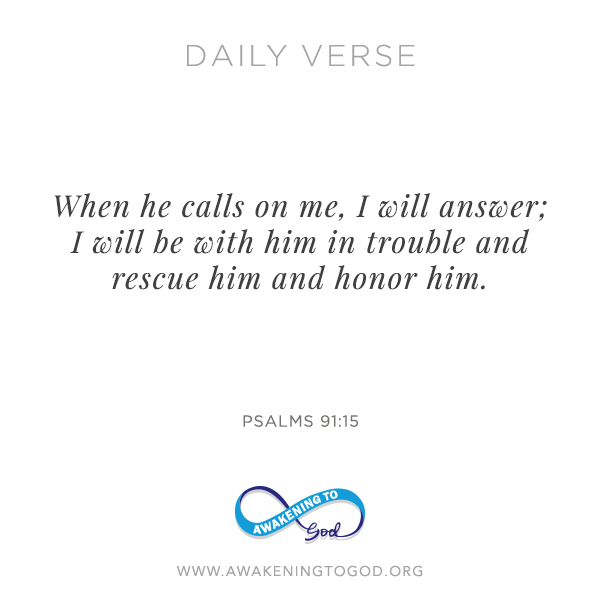 DAILY VERSE
When he calls on me, I will answer;
I will be with him in trouble and
rescue him and honor him.
PSALMS 91:15
AWAKENING TO
God
WWW.AWAKENINGTOGOD.ORG